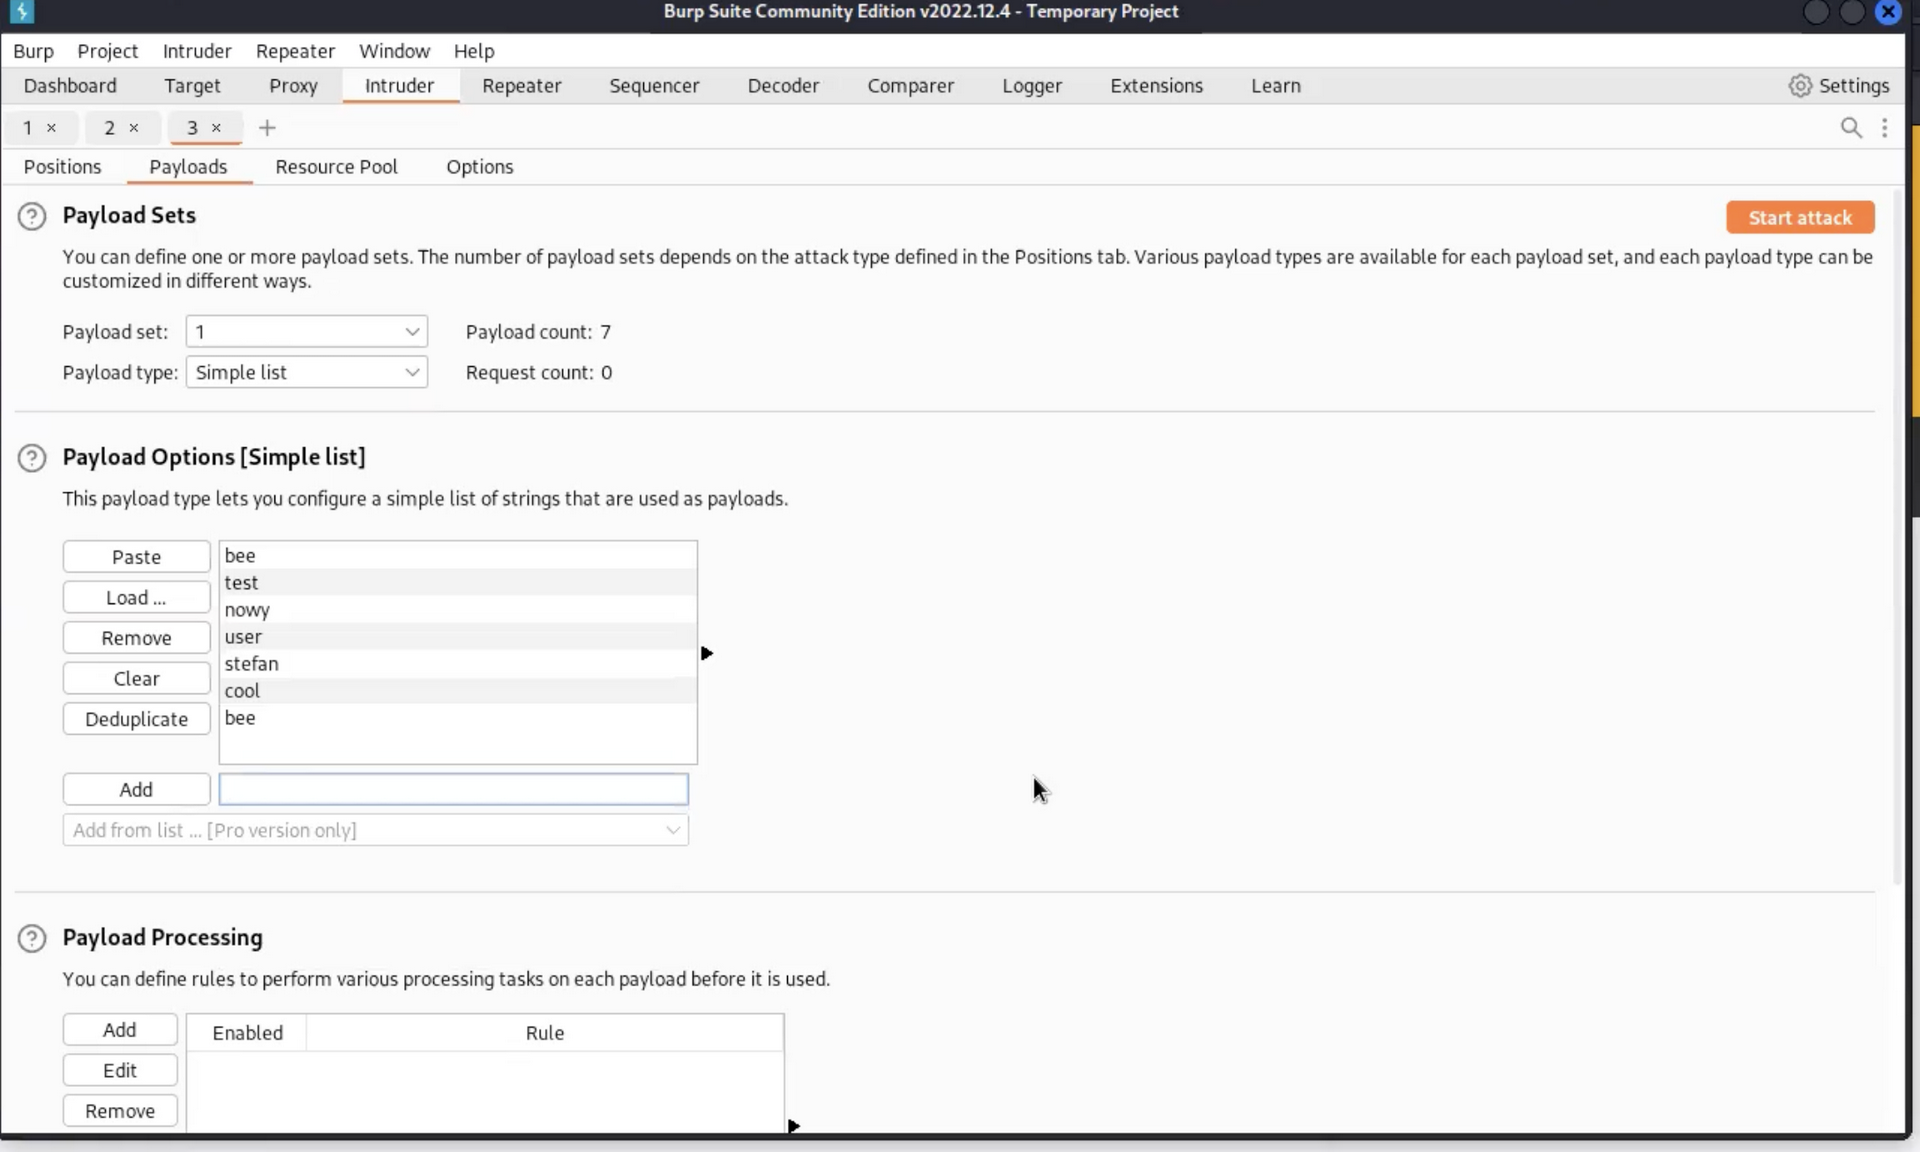 Burp Suite Community Edition v2022.12.4 - Temporary Project
Burp Project Intruder Repeater Window Help
Dashboard Target Proxy Intruder Repeater Sequencer Decoder Comparer Logger Extensions Learn Settings
1 × 2 × 3 × +
Positions Payloads Resource Pool Options
? Payload Sets Start attack
You can define one or more payload sets. The number of payload sets depends on the attack type defined in the Positions tab. Various payload types are available for each payload set, and each payload type can be
customized in different ways.
Payload set: 1 Payload count: 7
Payload type: Simple list Request count: 0
? Payload Options [Simple list]
This payload type lets you configure a simple list of strings that are used as payloads.
Paste
Load ...
Remove
Clear
Deduplicate
bee
test
nowy
user
stefan
cool
bee
Add
Add from list ... [Pro version only]
? Payload Processing
You can define rules to perform various processing tasks on each payload before it is used.
Add
Edit
Remove
Enabled Rule